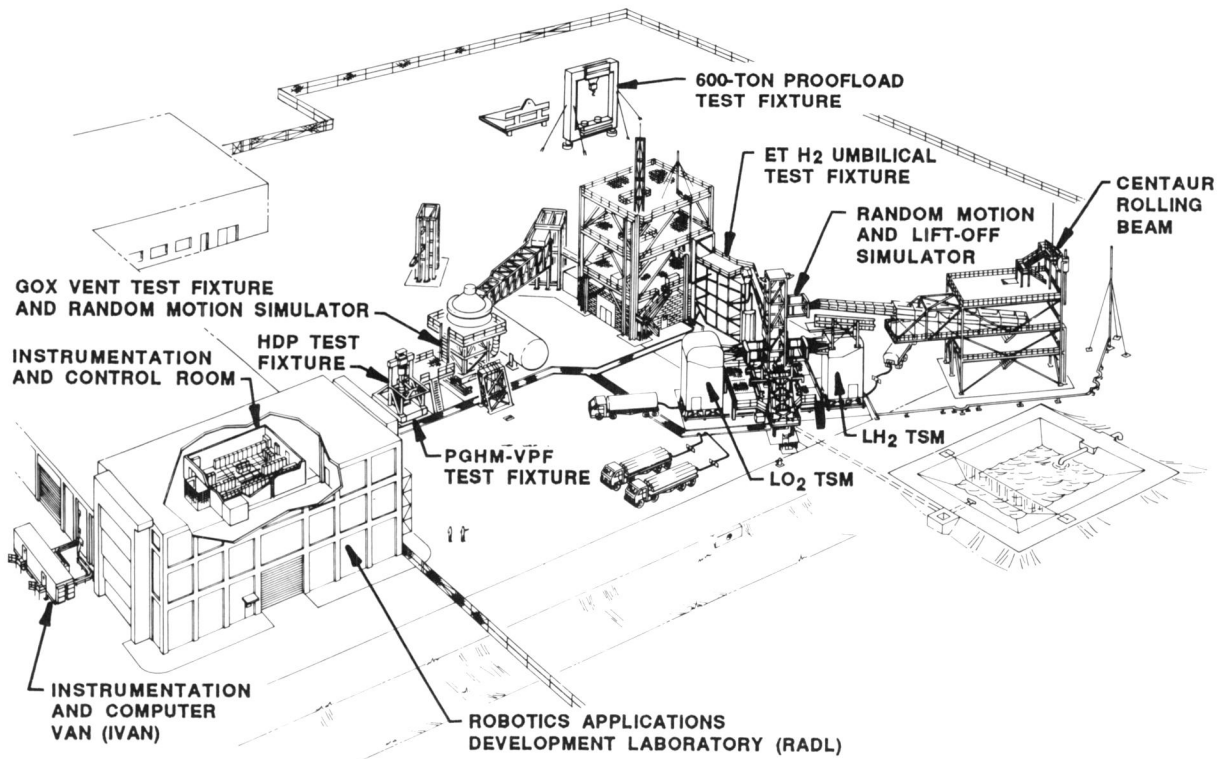 600-TON PROOFLOAD
TEST FIXTURE
ET H2 UMBILICAL
TEST FIXTURE
CENTAUR
ROLLING
BEAM
RANDOM MOTION
AND LIFT-OFF
SIMULATOR
GOX VENT TEST FIXTURE
AND RANDOM MOTION SIMULATOR
HDP TEST
FIXTURE
INSTRUMENTATION
AND CONTROL ROOM
PGHM-VPF
TEST FIXTURE
LO₂ TSM
LH₂ TSM
INSTRUMENTATION
AND COMPUTER
VAN (IVAN)
ROBOTICS APPLICATIONS
DEVELOPMENT LABORATORY (RADL)